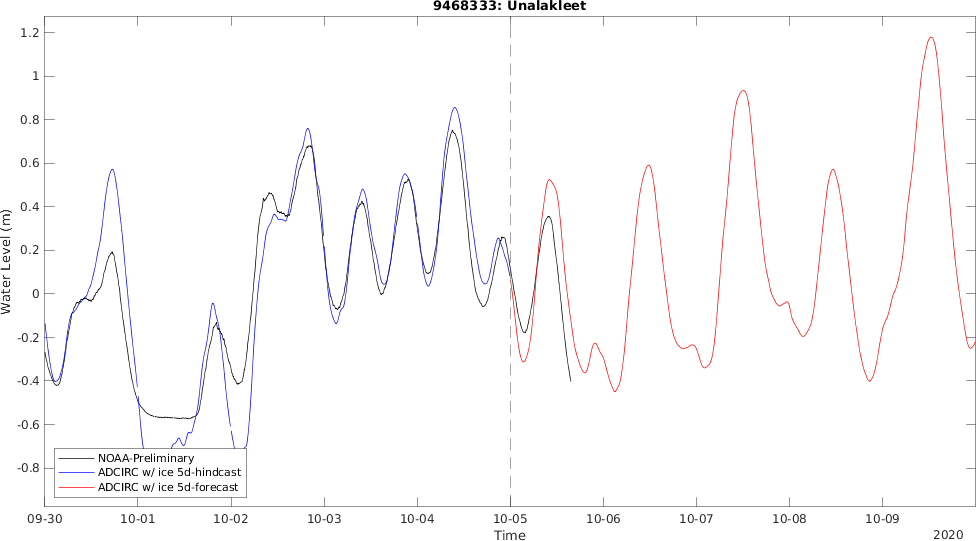 9468333: Unalakleet
1.2
1
0.8
0.6
0.4
0.2
0
-0.2
-0.4
-0.6
-0.8
Water Level (m)
NOAA-Preliminary
ADCIRC w/ ice 5d-hindcast
ADCIRC w/ ice 5d-forecast
09-30 10-01 10-02 10-03 10-04 10-05 10-06 10-07 10-08 10-09
Time
2020